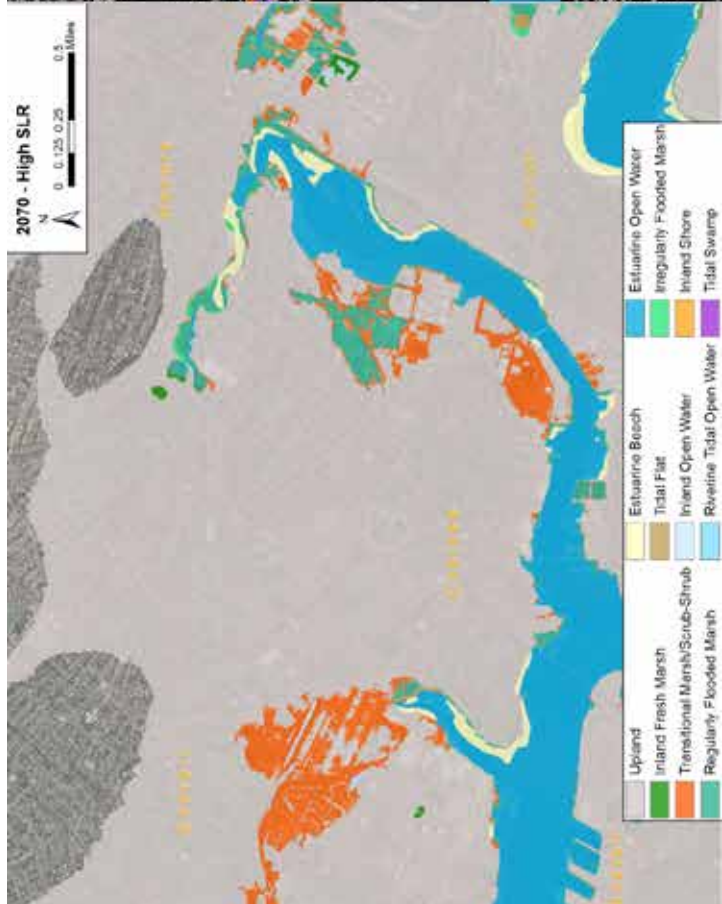 2070 - High SLR
N
0 0.125 0.25 0.5
Miles
Chelsea
Everett
Upland
Inland Fresh Marsh
Transitional Marsh/Scrub-Shrub
Regularly Flooded Marsh
Estuarine Beach
Tidal Flat
Inland Open Water
Riverine Tidal Open Water
Estuarine Open Water
Irregularly Flooded Marsh
Inland Shore
Tidal Swamp